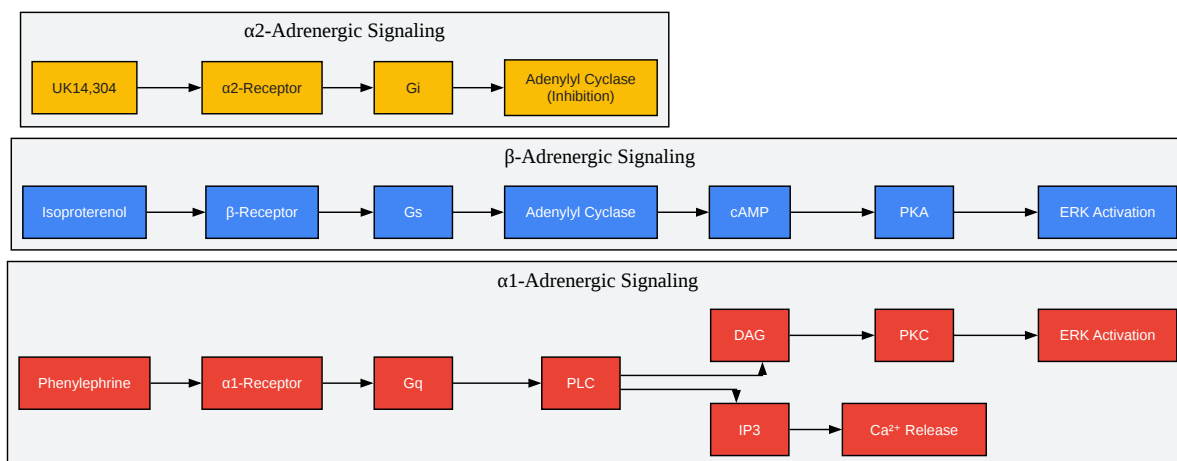 α2-Adrenergic Signaling
UK14,304
α2-Receptor
Gi
Adenylyl Cyclase
(Inhibition)
β-Adrenergic Signaling
Isoproterenol
β-Receptor
Gs
Adenylyl Cyclase
cAMP
PKA
ERK Activation
α1-Adrenergic Signaling
DAG
PKC
ERK Activation
Phenylephrine
α1-Receptor
Gq
PLC
IP3
Ca²⁺ Release